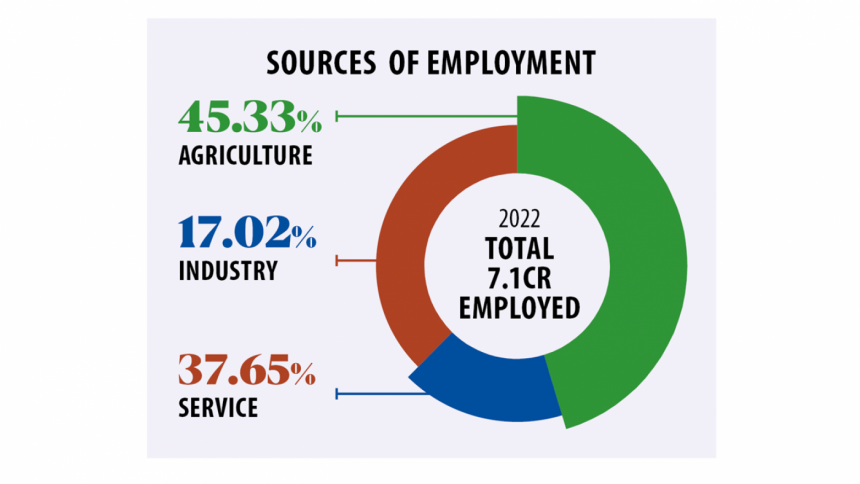 SOURCES OF EMPLOYMENT
45.33%
AGRICULTURE
17.02%
INDUSTRY
37.65%
SERVICE
2022
TOTAL
7.1CR
EMPLOYED